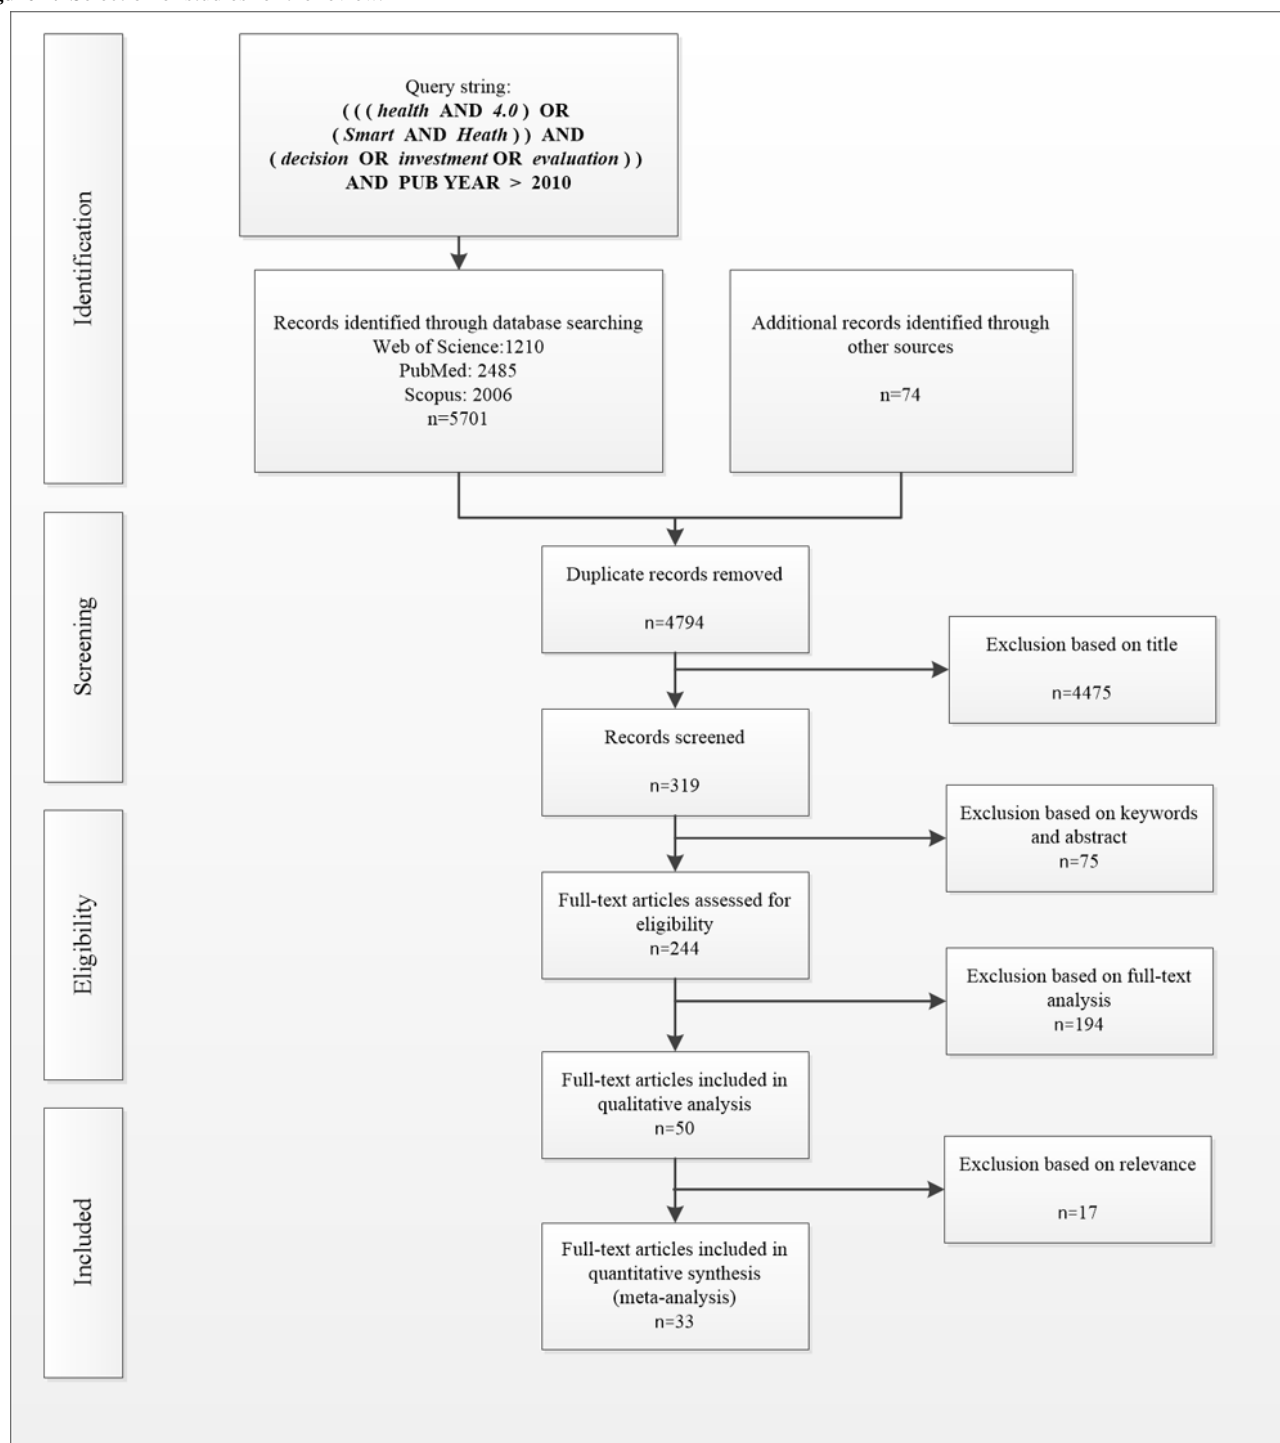 Identification
Query string:
( ( ( health AND 4.0 ) OR
( Smart AND Heath ) ) AND
( decision OR investment OR evaluation ) )
AND PUB YEAR > 2010
Records identified through database searching
Web of Science:1210
PubMed: 2485
Scopus: 2006
n=5701
Additional records identified through
other sources
n=74
Screening
Duplicate records removed
n=4794
Exclusion based on title
n=4475
Records screened
n=319
Exclusion based on keywords
and abstract
n=75
Eligibility
Full-text articles assessed for
eligibility
n=244
Exclusion based on full-text
analysis
n=194
Full-text articles included in
qualitative analysis
n=50
Included
Exclusion based on relevance
n=17
Full-text articles included in
quantitative synthesis
(meta-analysis)
n=33